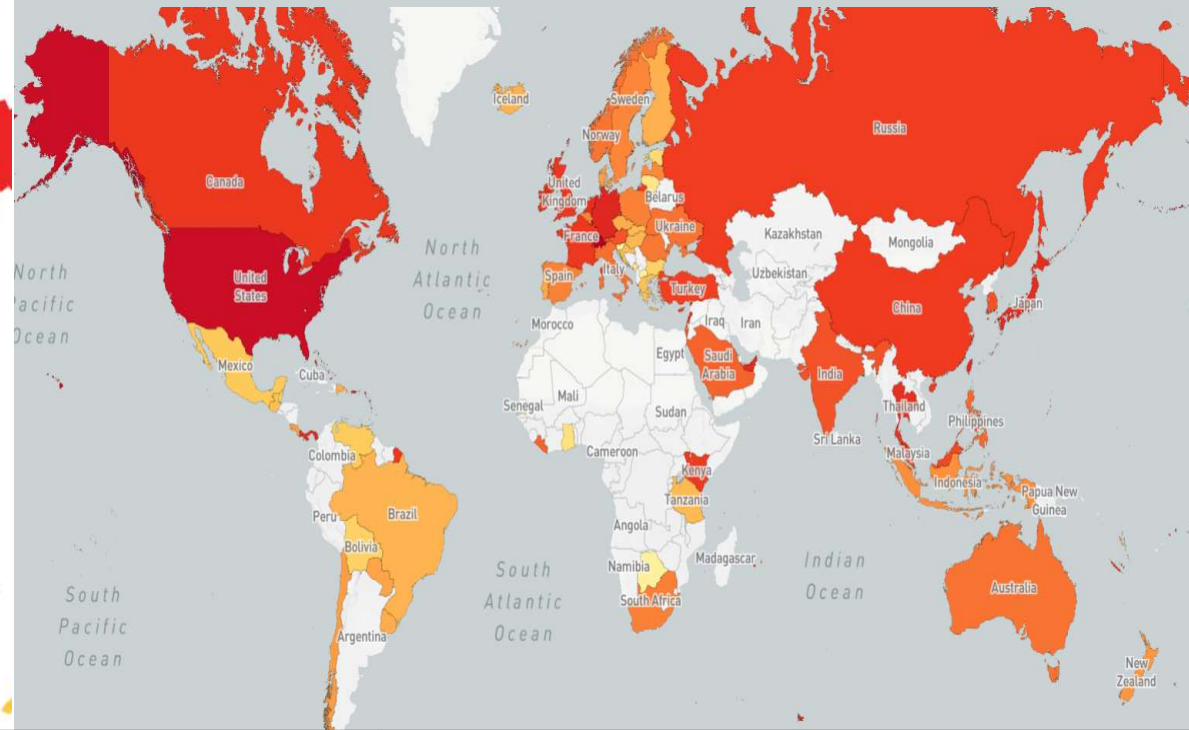 Iceland
Sweden
Norway
Russia
Canada
United
Kingdom
Belarus
Ukraine
France
Kazakhstan
Mongolia
North
Pacific
Ocean
United
States
North
Atlantic
Ocean
Spain
Italy
Turkey
Uzbekistan
China
Japan
Morocco
Iraq
Iran
Mexico
Cuba
Egypt
Saudi
Arabia
India
Mali
Senegal
Sudan
Thailand
Philippines
Sri Lanka
Colombia
Cameroon
Malaysia
Kenya
Indonesia
Papua New
Guinea
Tanzania
Peru
Brazil
Angola
Bolivia
Madagascar
Indian
Ocean
Namibia
South
Atlantic
Ocean
South
Pacific
Ocean
South Africa
Australia
Argentina
New
Zealand